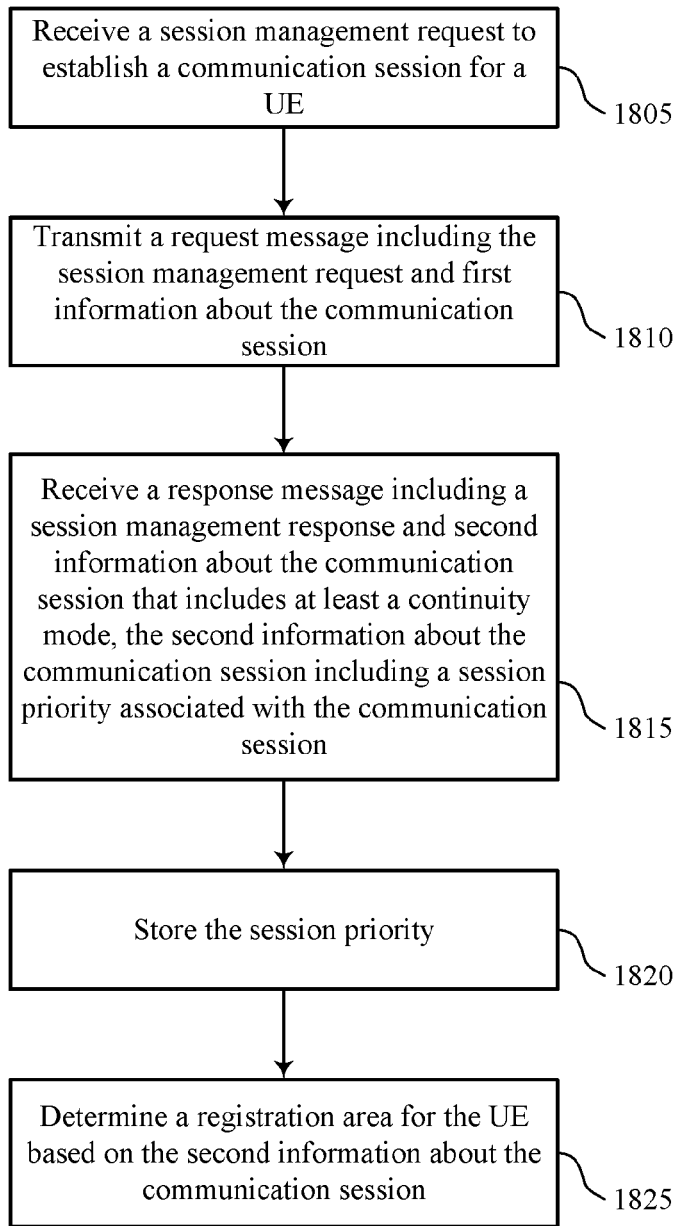 Receive a session management request to
establish a communication session for a
UE
1805
Transmit a request message including the
session management request and first
information about the communication
session
1810
Receive a response message including a
session management response and second
information about the communication
session that includes at least a continuity
mode, the second information about the
communication session including a session
priority associated with the communication
session
1815
Store the session priority
1820
Determine a registration area for the UE
based on the second information about the
communication session
1825